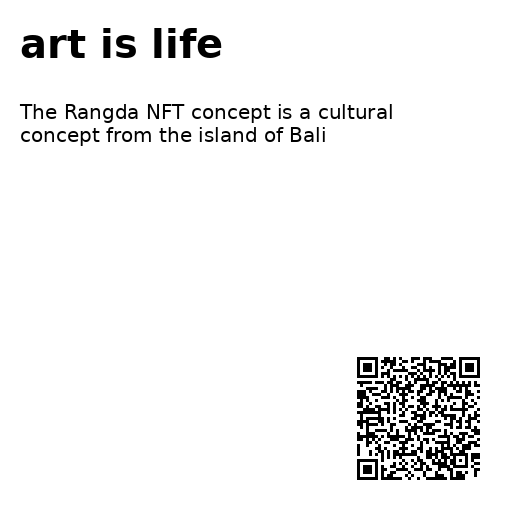 art is life
The Rangda NFT concept is a cultural
concept from the island of Bali